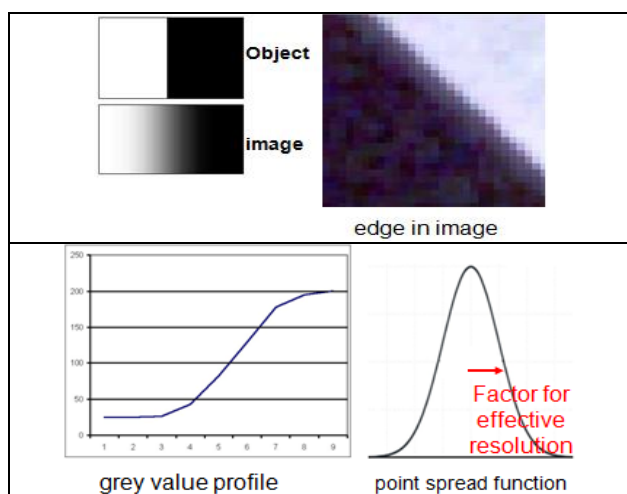 Object
image
edge in image
250
200
150
100
50
0
1 2 3 4 5 6 7 8 9
grey value profile
Factor for
effective
resolution
point spread function